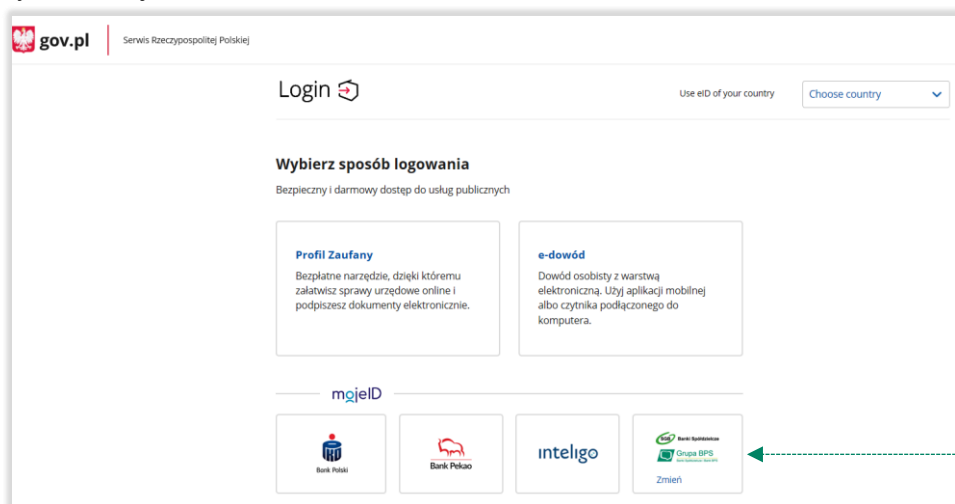 gov.pl
Serwis Rzeczypospolitej Polskiej
Login
Use eID of your country
Choose country
Wybierz sposób logowania
Bezpieczny i darmowy dostęp do usług publicznych
Profil Zaufany
Bezpłatne narzędzie, dzięki któremu
załatwisz sprawy urzędowe online i
podpiszesz dokumenty elektronicznie.
e-dowód
Dowód osobisty z warstwą
elektroniczną. Użyj aplikacji mobilnej
albo czytnika podłączonego do
komputera.
mojeID
Bank Polski
Bank Pekao
inteligo
SGB Banki Spółdzielcze
Grupa BPS
Zmień